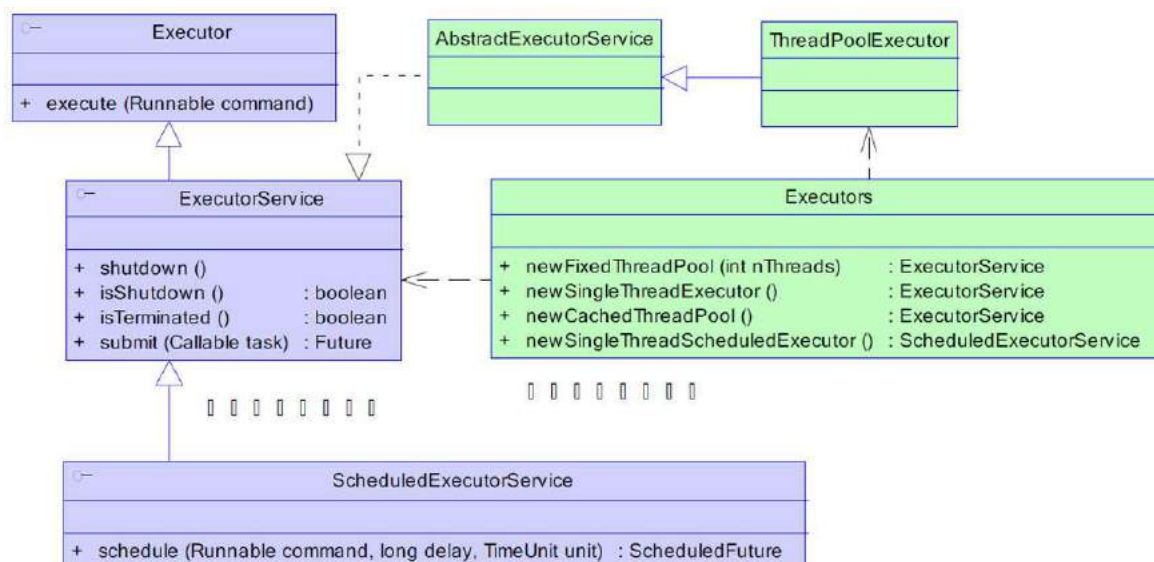 Executor
+ execute (Runnable command)
AbstractExecutorService
ThreadPoolExecutor
ExecutorService
+ shutdown ()
+ isShutdown () : boolean
+ isTerminated () : boolean
+ submit (Callable task) : Future
Executors
+ newFixedThreadPool (int nThreads) : ExecutorService
+ newSingleThreadExecutor () : ExecutorService
+ newCachedThreadPool () : ExecutorService
+ newSingleThreadScheduledExecutor () : ScheduledExecutorService
ScheduledExecutorService
+ schedule (Runnable command, long delay, TimeUnit unit) : ScheduledFuture